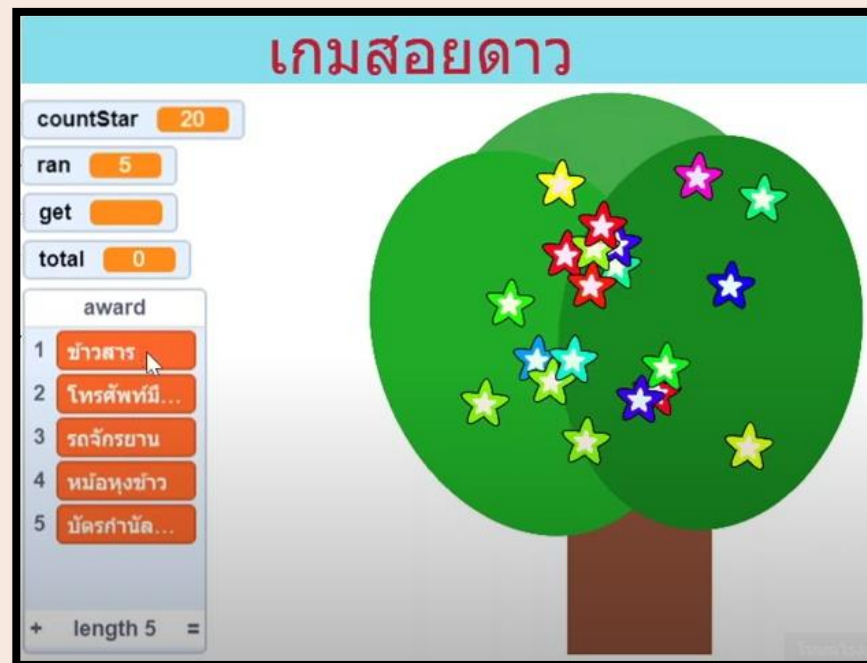 เกมสอยดาว
countStar 20
ran 5
get
total 0
award
1 ข้าวสาร
2 โทรศัพท์มี...
3 รถจักรยาน
4 หม้อหุงข้าว
5 บัตรกำนัล...
+ length 5 =